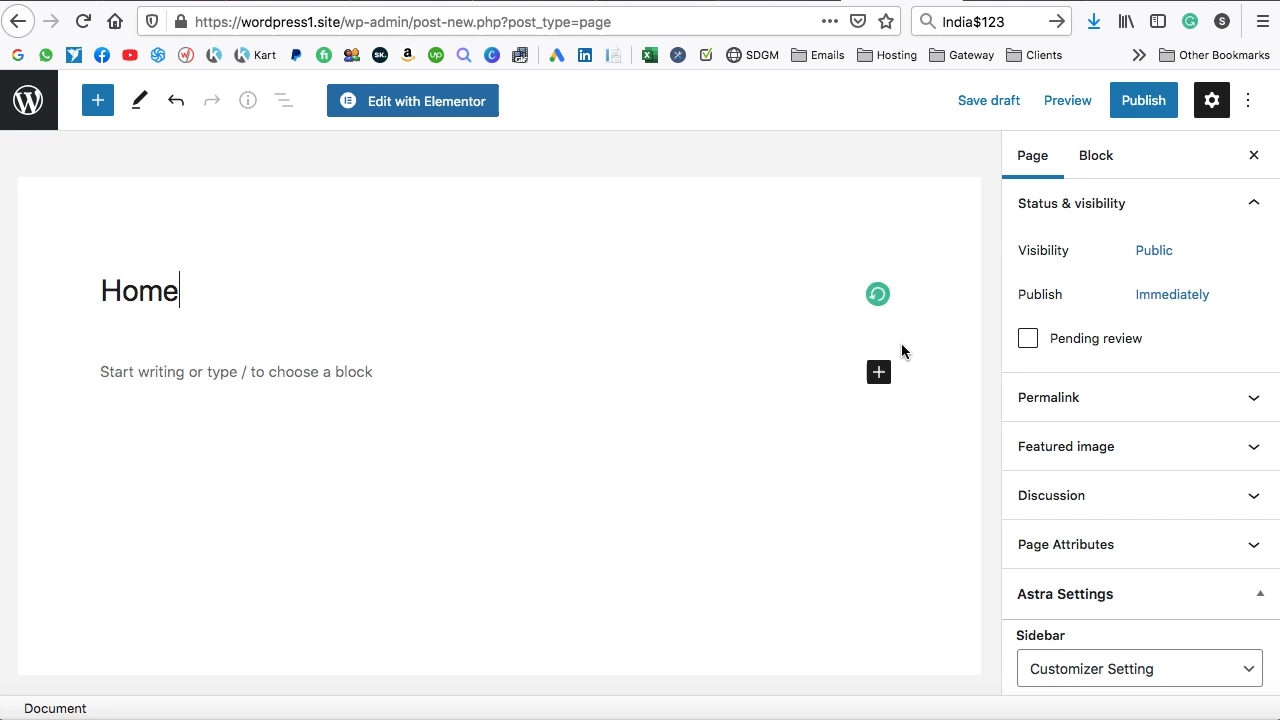 https://wordpress1.site/wp-admin/post-new.php?post_type=page
India$123
Kart
SDGM
Emails
Hosting
Gateway
Clients
Other Bookmarks
Edit with Elementor
Save draft
Preview
Publish
Page
Block
Status & visibility
Visibility
Public
Publish
Immediately
Pending review
Home
Start writing or type / to choose a block
Permalink
Featured image
Discussion
Page Attributes
Astra Settings
Sidebar
Customizer Setting
Document